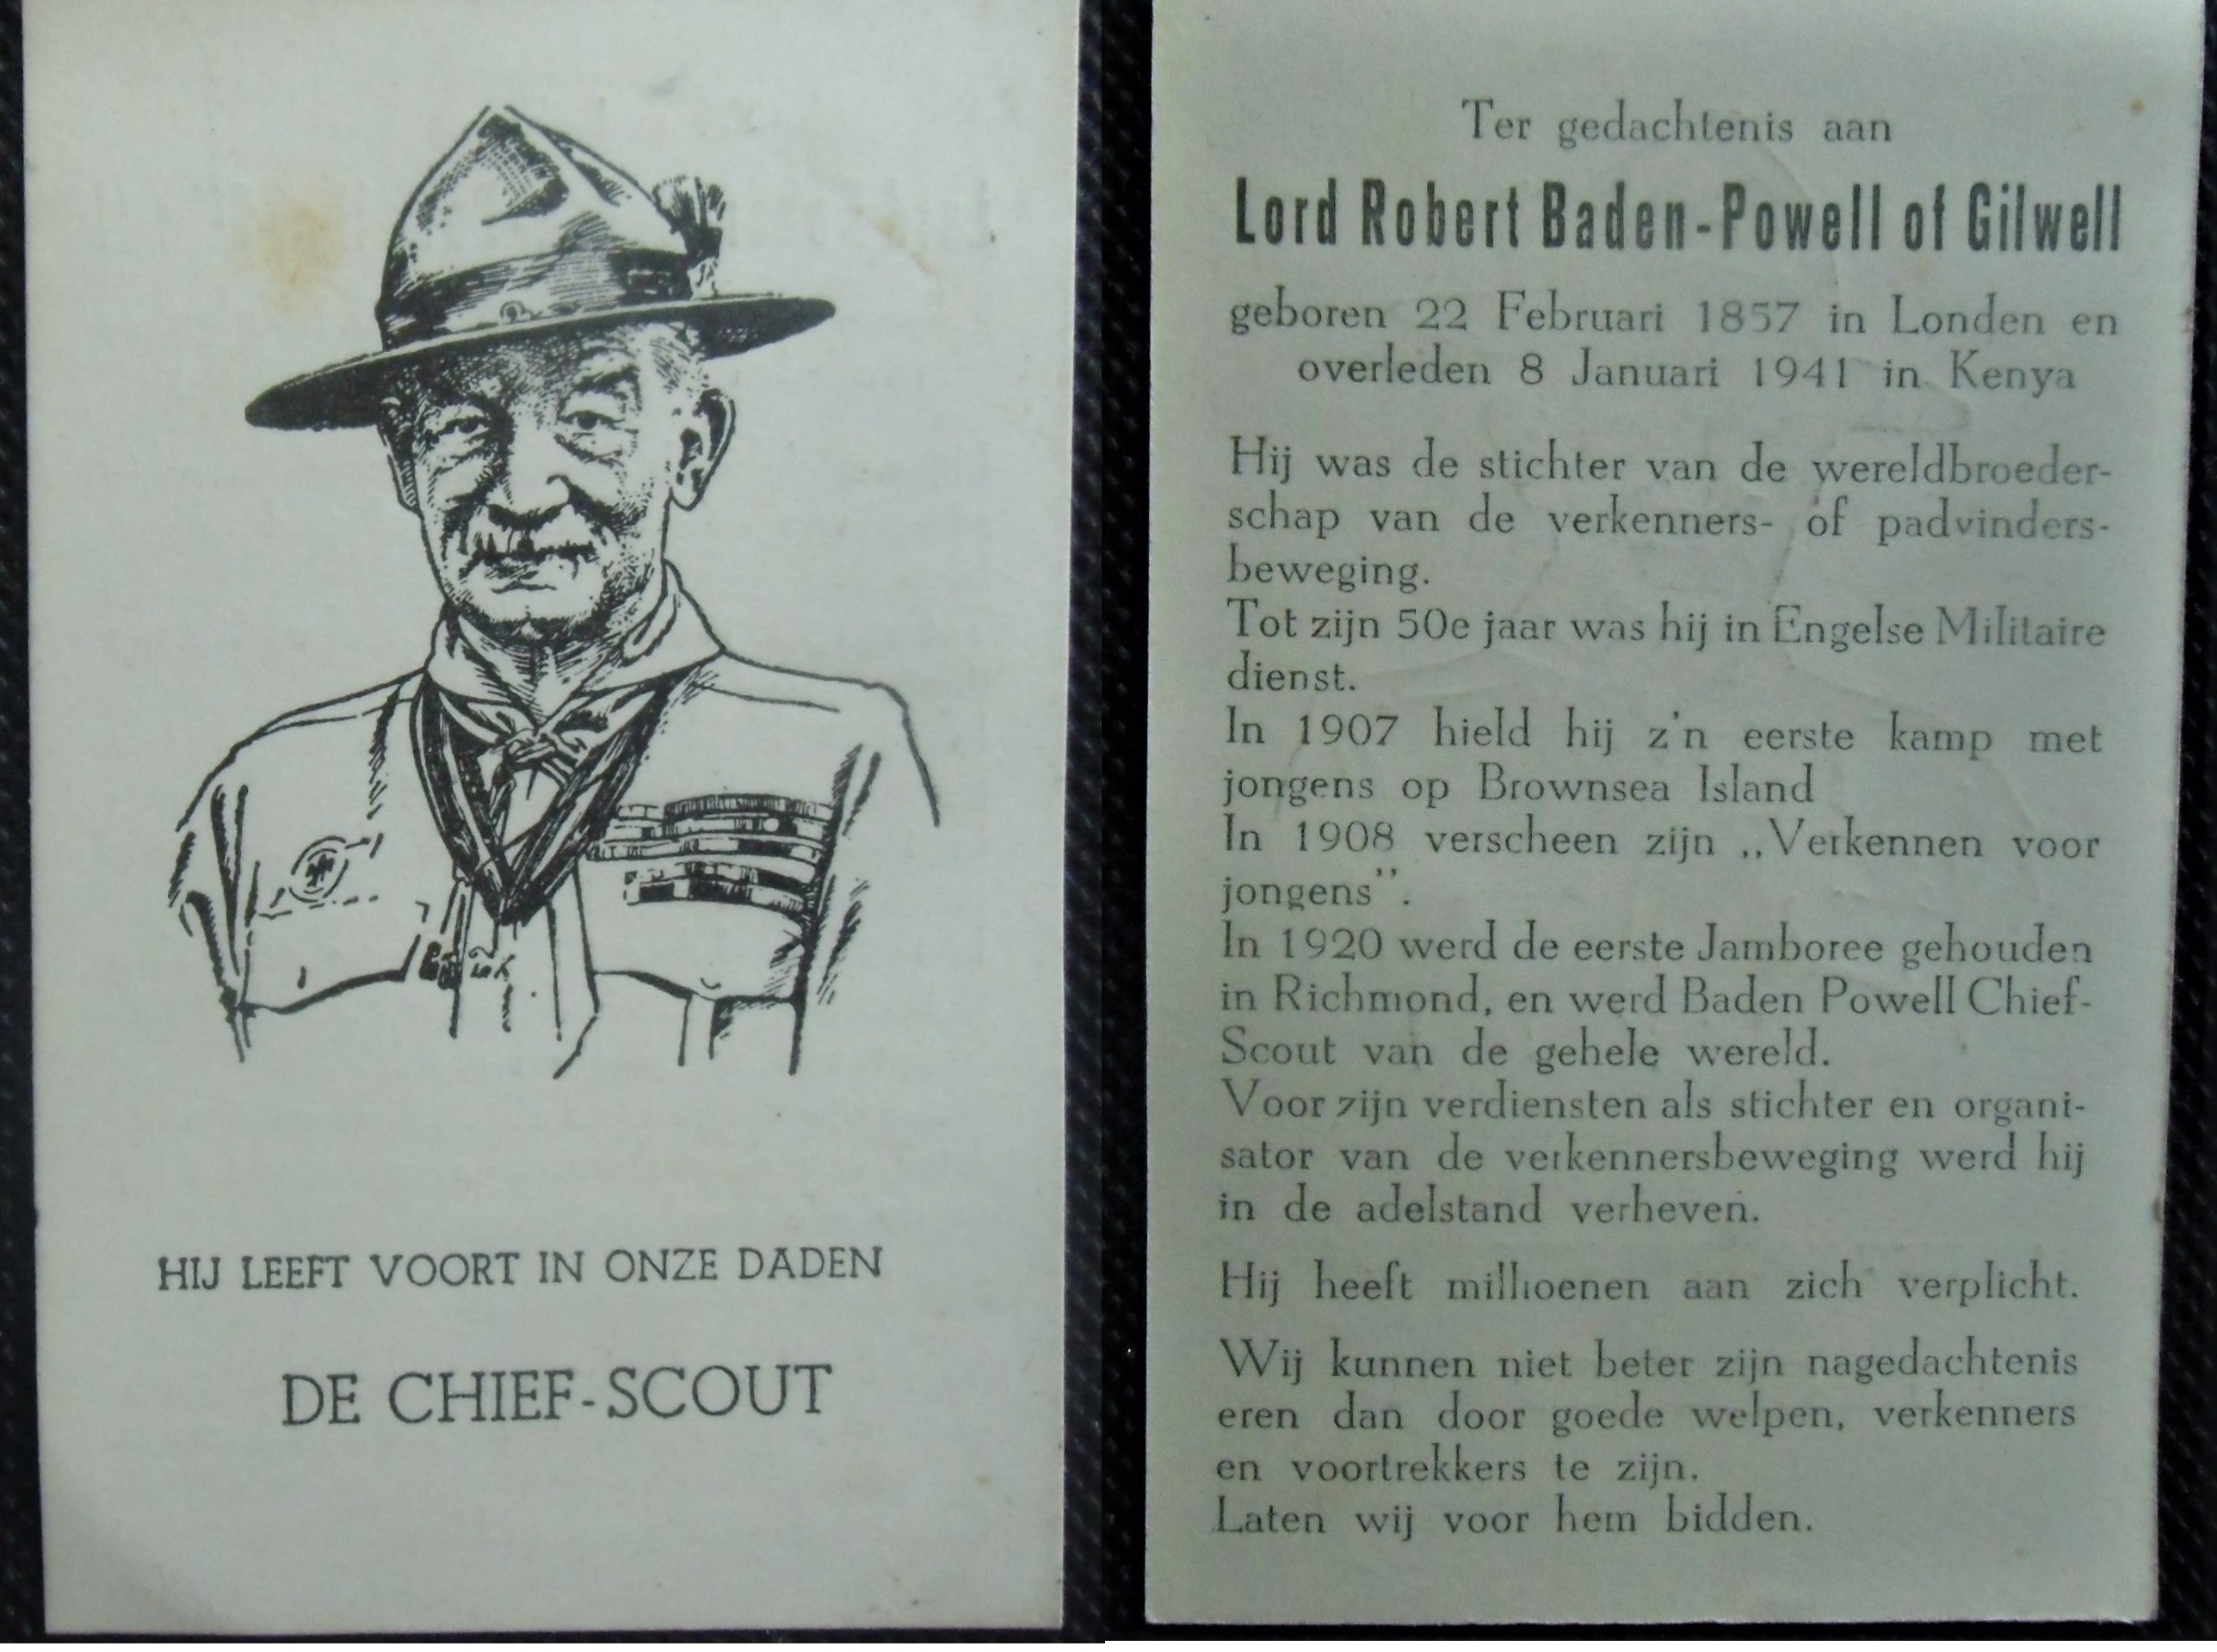 HIJ LEEFT VOORT IN ONZE DADEN
DE CHIEF-SCOUT
Ter gedachtenis aan
Lord Robert Baden-Powell of Gilwell
geboren 22 Februari 1857 in Londen en
overleden 8 Januari 1941 in Kenya
Hij was de stichter van de wereldbroeder-
schap van de verkenners- of padvinders-
beweging.
Tot zijn 50e jaar was hij in Engelse Militaire
dienst.
In 1907 hield hij z'n eerste kamp met
jongens op Brownsea Island
In 1908 verscheen zijn „Verkennen voor
jongens”.
In 1920 werd de eerste Jamboree gehouden
in Richmond, en werd Baden Powell Chief-
Scout van de gehele wereld.
Voor zijn verdiensten als stichter en organi-
sator van de verkennersbeweging werd hij
in de adelstand verheven.
Hij heeft millioenen aan zich verplicht.
Wij kunnen niet beter zijn nagedachtenis
eren dan door goede welpen, verkenners
en voortrekkers te zijn.
Laten wij voor hem bidden.